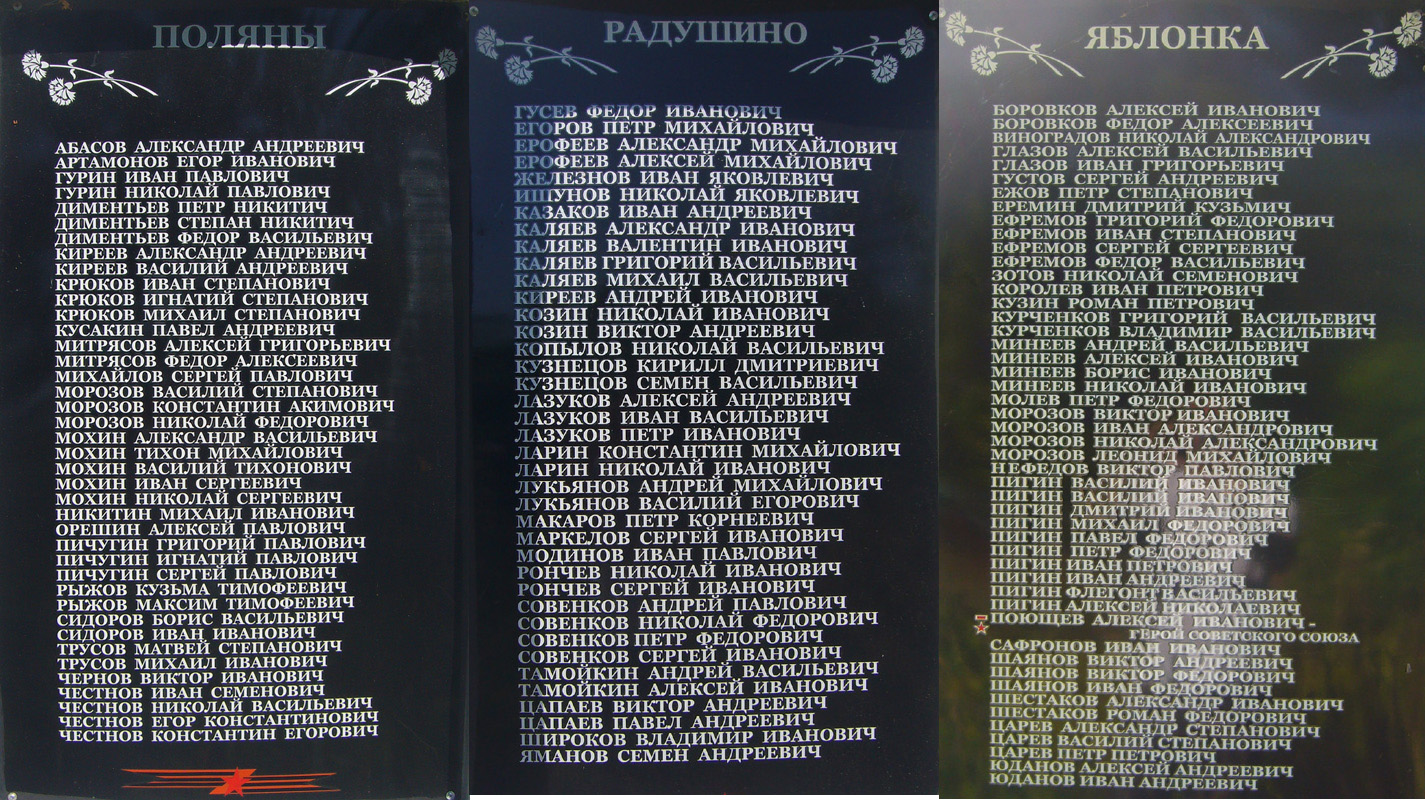 ПОЛЯНЫ
АБАСОВ АЛЕКСАНДР АНДРЕЕВИЧ
АРТАМОНОВ ЕГОР ИВАНОВИЧ
ГУРИН ИВАН ПАВЛОВИЧ
ГУРИН НИКОЛАЙ ПАВЛОВИЧ
ДИМЕНТЬЕВ ПЕТР НИКИТИЧ
ДИМЕНТЬЕВ СТЕПАН НИКИТИЧ
ДИМЕНТЬЕВ ФЕДОР ВАСИЛЬЕВИЧ
КИРЕЕВ АЛЕКСАНДР АНДРЕЕВИЧ
КИРЕЕВ ВАСИЛИЙ АНДРЕЕВИЧ
КРЮКОВ ИВАН СТЕПАНОВИЧ
КРЮКОВ ИГНАТИЙ СТЕПАНОВИЧ
КРЮКОВ МИХАИЛ СТЕПАНОВИЧ
КУСАКИН ПАВЕЛ АНДРЕЕВИЧ
МИТРЯСОВ АЛЕКСЕЙ ГРИГОРЬЕВИЧ
МИТРЯСОВ ФЕДОР АЛЕКСЕЕВИЧ
МИХАЙЛОВ СЕРГЕЙ ПАВЛОВИЧ
МОРОЗОВ ВАСИЛИЙ СТЕПАНОВИЧ
МОРОЗОВ КОНСТАНТИН АКИМОВИЧ
МОРОЗОВ НИКОЛАЙ ФЕДОРОВИЧ
МОХИН АЛЕКСАНДР ВАСИЛЬЕВИЧ
МОХИН ТИХОН МИХАЙЛОВИЧ
МОХИН ВАСИЛИЙ ТИХОНОВИЧ
МОХИН ИВАН СЕРГЕЕВИЧ
МОХИН НИКОЛАЙ СЕРГЕЕВИЧ
НИКИТИН МИХАИЛ ИВАНОВИЧ
ОРЕШИН АЛЕКСЕЙ ПАВЛОВИЧ
ПИЧУГИН ГРИГОРИЙ ПАВЛОВИЧ
ПИЧУГИН ИГНАТИЙ ПАВЛОВИЧ
ПИЧУГИН СЕРГЕЙ ПАВЛОВИЧ
РЫЖОВ КУЗЬМА ТИМОФЕЕВИЧ
РЫЖОВ МАКСИМ ТИМОФЕЕВИЧ
СИДОРОВ БОРИС ВАСИЛЬЕВИЧ
СИДОРОВ ИВАН ИВАНОВИЧ
ТРУСОВ МАТВЕЙ СТЕПАНОВИЧ
ТРУСОВ МИХАИЛ ИВАНОВИЧ
ЧЕРНОВ ВИКТОР ИВАНОВИЧ
ЧЕСТНОВ ИВАН СЕМЕНОВИЧ
ЧЕСТНОВ НИКОЛАЙ ВАСИЛЬЕВИЧ
ЧЕСТНОВ ЕГОР КОНСТАНТИНОВИЧ
ЧЕСТНОВ КОНСТАНТИН ЕГОРОВИЧ
РАДУШИНО
ГУСЕВ ФЕДОР ИВАНОВИЧ
ЕГОРОВ ПЕТР МИХАЙЛОВИЧ
ЕРОФЕЕВ АЛЕКСАНДР МИХАЙЛОВИЧ
ЕРОФЕЕВ АЛЕКСЕЙ МИХАЙЛОВИЧ
ЖЕЛЕЗНОВ ИВАН ЯКОВЛЕВИЧ
ИШУНОВ НИКОЛАЙ ЯКОВЛЕВИЧ
КАЗАКОВ ИВАН АНДРЕЕВИЧ
КАЛЯЕВ АЛЕКСАНДР ИВАНОВИЧ
КАЛЯЕВ ВАЛЕНТИН ИВАНОВИЧ
КАЛЯЕВ ГРИГОРИЙ ВАСИЛЬЕВИЧ
КАЛЯЕВ МИХАИЛ ВАСИЛЬЕВИЧ
КИРЕЕВ АНДРЕЙ ИВАНОВИЧ
КОЗИН НИКОЛАЙ ИВАНОВИЧ
КОЗИН ВИКТОР АНДРЕЕВИЧ
КОПЫЛОВ НИКОЛАЙ ВАСИЛЬЕВИЧ
КУЗНЕЦОВ КИРИЛЛ ДМИТРИЕВИЧ
КУЗНЕЦОВ СЕМЕН ВАСИЛЬЕВИЧ
ЛАЗУКОВ АЛЕКСЕЙ АНДРЕЕВИЧ
ЛАЗУКОВ ИВАН ВАСИЛЬЕВИЧ
ЛАЗУКОВ ПЕТР ИВАНОВИЧ
ЛАРИН КОНСТАНТИН МИХАЙЛОВИЧ
ЛАРИН НИКОЛАЙ ИВАНОВИЧ
ЛУКЬЯНОВ АНДРЕЙ МИХАЙЛОВИЧ
ЛУКЬЯНОВ ВАСИЛИЙ ЕГОРОВИЧ
МАКАРОВ ПЕТР КОРНЕЕВИЧ
МАРКЕЛОВ СЕРГЕЙ ИВАНОВИЧ
МОДИНОВ ИВАН ПАВЛОВИЧ
РОНЧЕВ НИКОЛАЙ ИВАНОВИЧ
РОНЧЕВ СЕРГЕЙ ИВАНОВИЧ
СОВЕНКОВ АНДРЕЙ ПАВЛОВИЧ
СОВЕНКОВ НИКОЛАЙ ФЕДОРОВИЧ
СОВЕНКОВ ПЕТР ФЕДОРОВИЧ
СОВЕНКОВ СЕРГЕЙ ИВАНОВИЧ
ТАМОЙКИН АНДРЕЙ ВАСИЛЬЕВИЧ
ТАМОЙКИН АЛЕКСЕЙ ИВАНОВИЧ
ЦАПАЕВ ВИКТОР АНДРЕЕВИЧ
ЦАПАЕВ ПАВЕЛ АНДРЕЕВИЧ
ШИРОКОВ ВЛАДИМИР ИВАНОВИЧ
ЯМАНОВ СЕМЕН АНДРЕЕВИЧ
ЯБЛОНКА
БОРОВКОВ АЛЕКСЕЙ ИВАНОВИЧ
БОРОВКОВ ФЕДОР АЛЕКСЕЕВИЧ
ВИНОГРАДОВ НИКОЛАЙ АЛЕКСАНДРОВИЧ
ГЛАЗОВ АЛЕКСЕЙ ВАСИЛЬЕВИЧ
ГЛАЗОВ ИВАН ГРИГОРЬЕВИЧ
ГУСТОВ СЕРГЕЙ АНДРЕЕВИЧ
ЕЖОВ ПЕТР СТЕПАНОВИЧ
ЕРЕМИН ДМИТРИЙ КУЗЬМИЧ
ЕФРЕМОВ ГРИГОРИЙ ФЕДОРОВИЧ
ЕФРЕМОВ ИВАН СТЕПАНОВИЧ
ЕФРЕМОВ СЕРГЕЙ СЕРГЕЕВИЧ
ЕФРЕМОВ ФЕДОР ВАСИЛЬЕВИЧ
ЗОТОВ НИКОЛАЙ СЕМЕНОВИЧ
КОРОЛЕВ ИВАН ПЕТРОВИЧ
КУЗИН РОМАН ПЕТРОВИЧ
КУРЧЕНКОВ ГРИГОРИЙ ВАСИЛЬЕВИЧ
КУРЧЕНКОВ ВЛАДИМИР ВАСИЛЬЕВИЧ
МИНЕЕВ АНДРЕЙ ВАСИЛЬЕВИЧ
МИНЕЕВ АЛЕКСЕЙ ИВАНОВИЧ
МИНЕЕВ БОРИС ИВАНОВИЧ
МИНЕЕВ НИКОЛАЙ ИВАНОВИЧ
МОЛЕВ ПЕТР ФЕДОРОВИЧ
МОРОЗОВ ВИКТОР ИВАНОВИЧ
МОРОЗОВ ИВАН АЛЕКСАНДРОВИЧ
МОРОЗОВ НИКОЛАЙ АЛЕКСАНДРОВИЧ
МОРОЗОВ ЛЕОНИД МИХАЙЛОВИЧ
НЕФЕДОВ ВИКТОР ПАВЛОВИЧ
ПИГИН ВАСИЛИЙ ИВАНОВИЧ
ПИГИН ВАСИЛИЙ ИВАНОВИЧ
ПИГИН ДМИТРИЙ ИВАНОВИЧ
ПИГИН МИХАИЛ ФЕДОРОВИЧ
ПИГИН ПАВЕЛ ФЕДОРОВИЧ
ПИГИН ПЕТР ФЕДОРОВИЧ
ПИГИН ИВАН ПЕТРОВИЧ
ПИГИН ИВАН АНДРЕЕВИЧ
ПИГИН ФЛЕГОНТ ВАСИЛЬЕВИЧ
ПИГИН АЛЕКСЕЙ НИКОЛАЕВИЧ
ПОЮЩЕВ АЛЕКСЕЙ ИВАНОВИЧ -
ГЕРОЙ СОВЕТСКОГО СОЮЗА
САФРОНОВ ИВАН ИВАНОВИЧ
ШАЯНОВ ВИКТОР АНДРЕЕВИЧ
ШАЯНОВ ВИКТОР ФЕДОРОВИЧ
ШАЯНОВ ИВАН ФЕДОРОВИЧ
ШЕСТАКОВ АЛЕКСАНДР ИВАНОВИЧ
ШЕСТАКОВ РОМАН ФЕДОРОВИЧ
ЦАРЕВ АЛЕКСАНДР СТЕПАНОВИЧ
ЦАРЕВ ВАСИЛИЙ СТЕПАНОВИЧ
ЦАРЕВ ПЕТР ПЕТРОВИЧ
ЮДАНОВ АЛЕКСЕЙ АНДРЕЕВИЧ
ЮДАНОВ ИВАН АНДРЕЕВИЧ